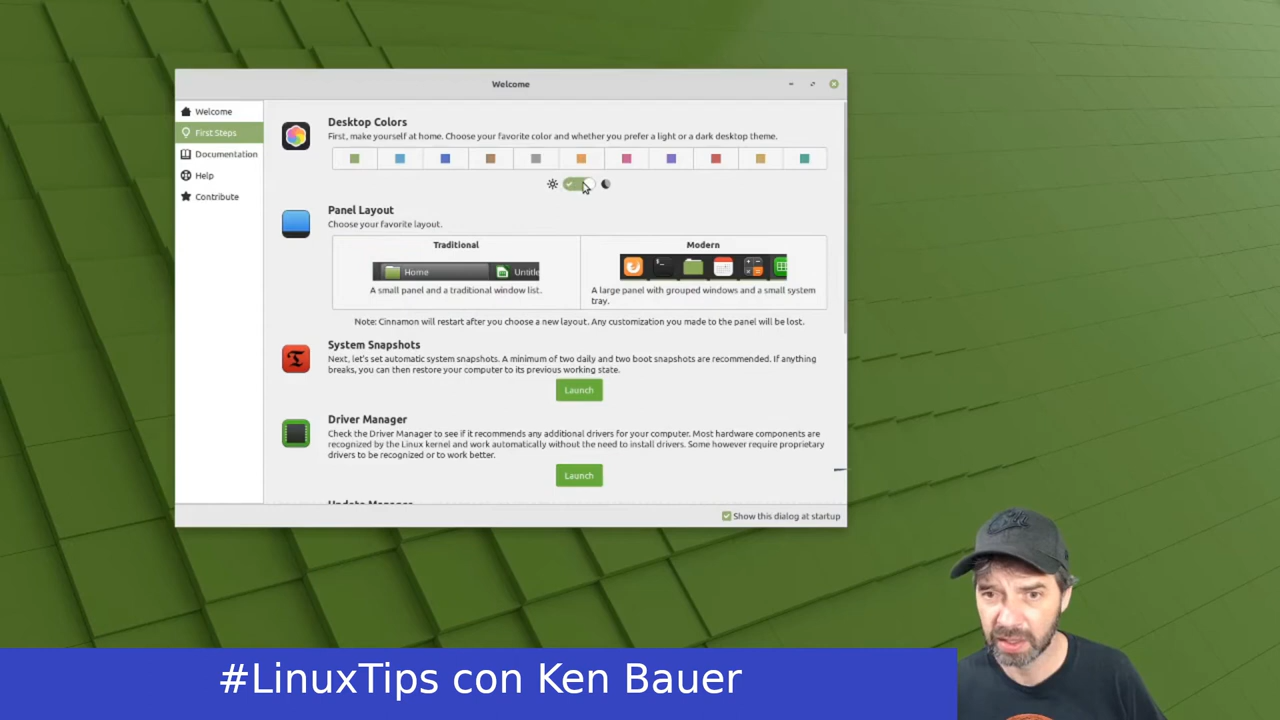 Welcome
Welcome
First Steps
Documentation
Help
Contribute
Desktop Colors
First, make yourself at home. Choose your favorite color and whether you prefer a light or a dark desktop theme.
Panel Layout
Choose your favorite layout.
Traditional
Home
Untitle
A small panel and a traditional window list.
Modern
A large panel with grouped windows and a small system
tray.
Note: Cinnamon will restart after you choose a new layout. Any customization you made to the panel will be lost.
System Snapshots
Next, let's set automatic system snapshots. A minimum of two daily and two boot snapshots are recommended. If anything
breaks, you can then restore your computer to its previous working state.
Launch
Driver Manager
Check the Driver Manager to see if it recommends any additional drivers for your computer. Most hardware components are
recognized by the Linux kernel and work automatically without the need to install drivers. Some however require proprietary
drivers to be recognized or to work better.
Launch
Update Manager
Show this dialog at startup
#LinuxTips con Ken Bauer